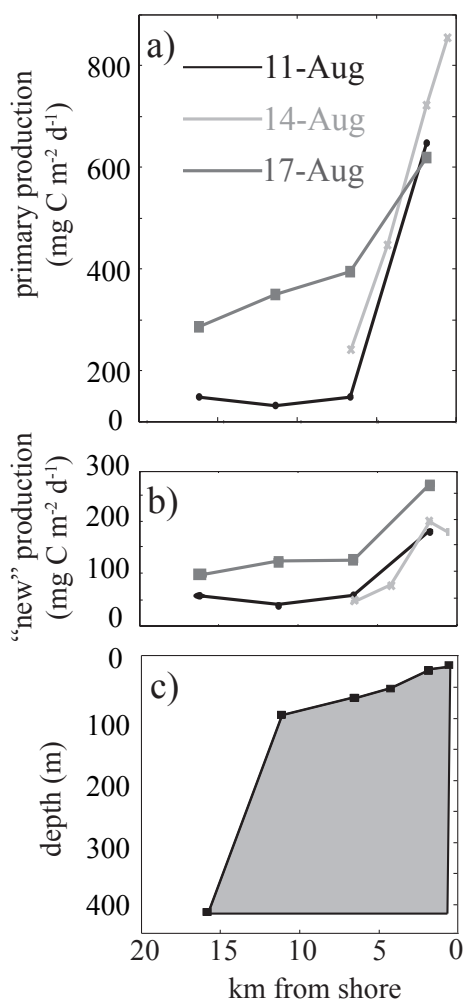 a)
11-Aug
14-Aug
17-Aug
primary production
(mg C m-2 d-1)
800
600
400
200
0
b)
"new" production
(mg C m-2 d-1)
300
200
100
0
c)
depth (m)
0
100
200
300
400
20 15 10 5 0
km from shore